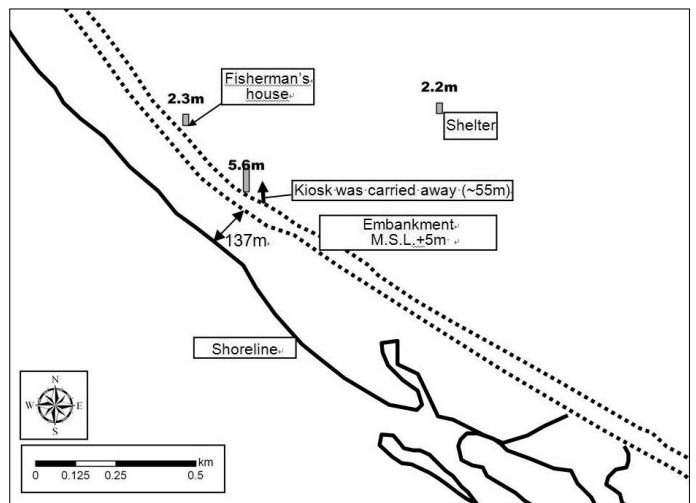 Fisherman's
house
2.3m
2.2m
Shelter
5.6m
Kiosk was carried away (~55m)
Embankment
M.S.L.+5m
137m
Shoreline
N
W E
S
km
0 0.125 0.25 0.5